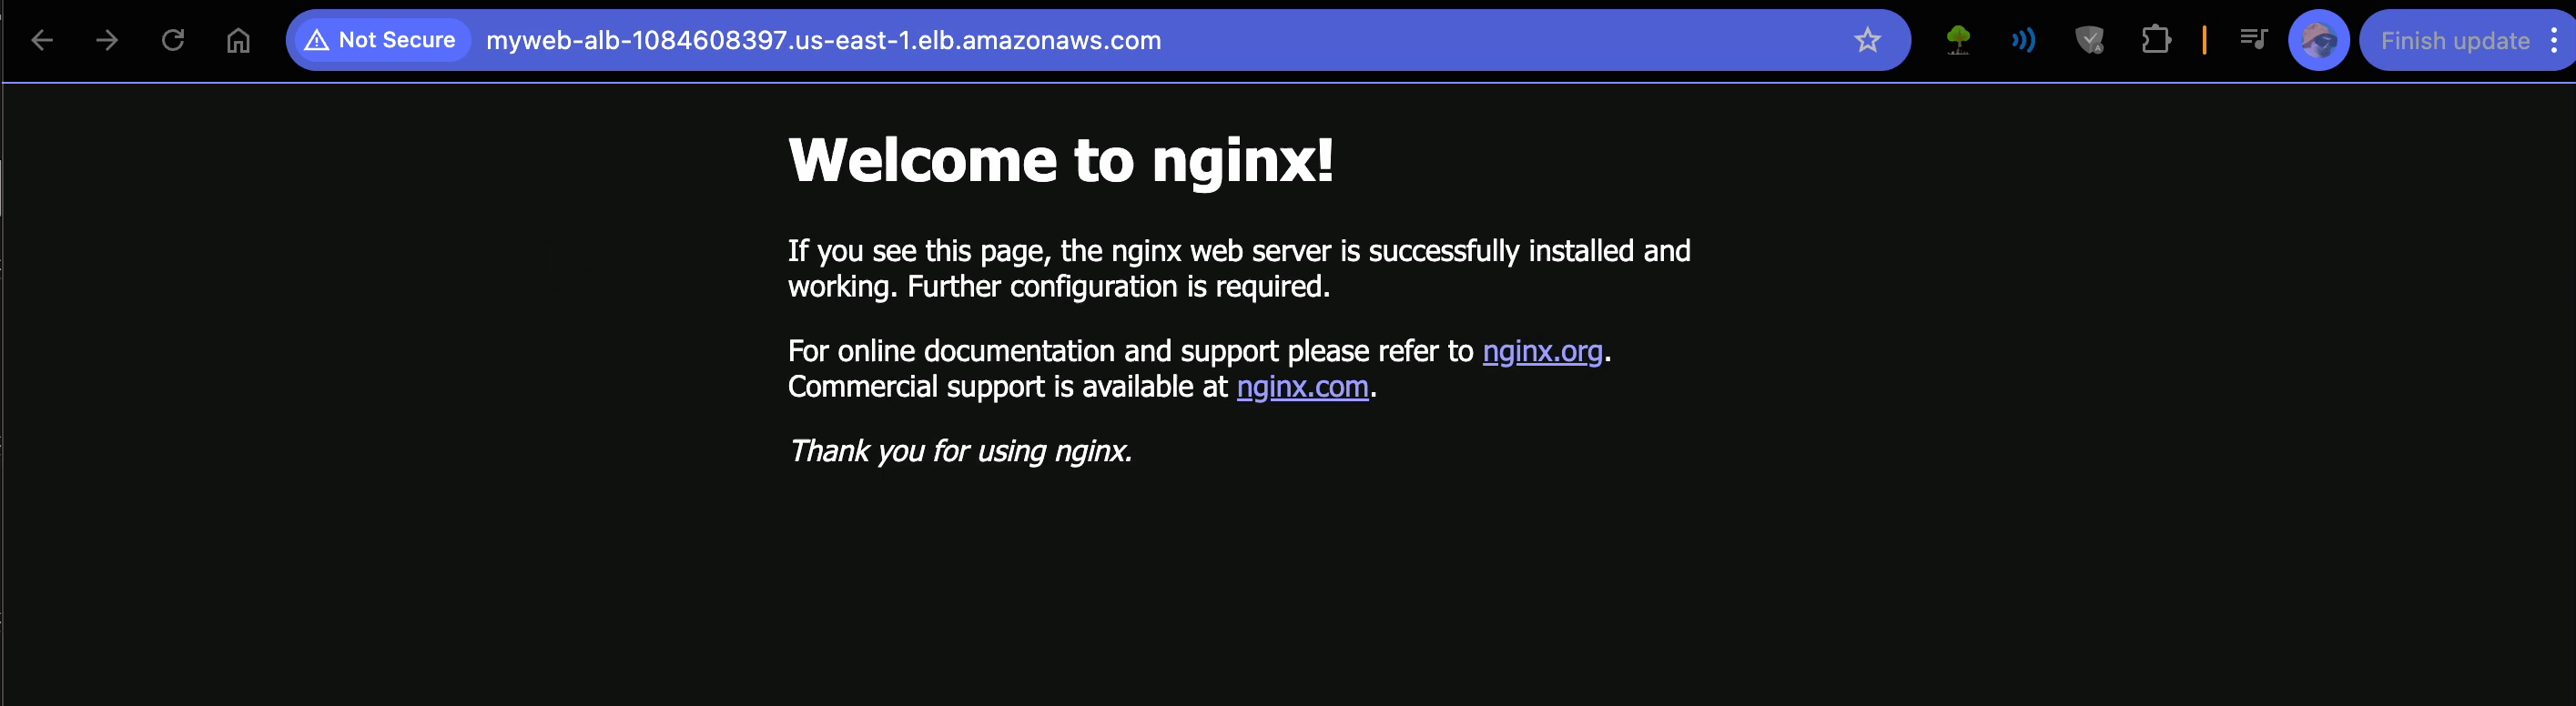 Not Secure myweb-alb-1084608397.us-east-1.elb.amazonaws.com Finish update
Welcome to nginx!
If you see this page, the nginx web server is successfully installed and
working. Further configuration is required.
For online documentation and support please refer to nginx.org.
Commercial support is available at nginx.com.
Thank you for using nginx.